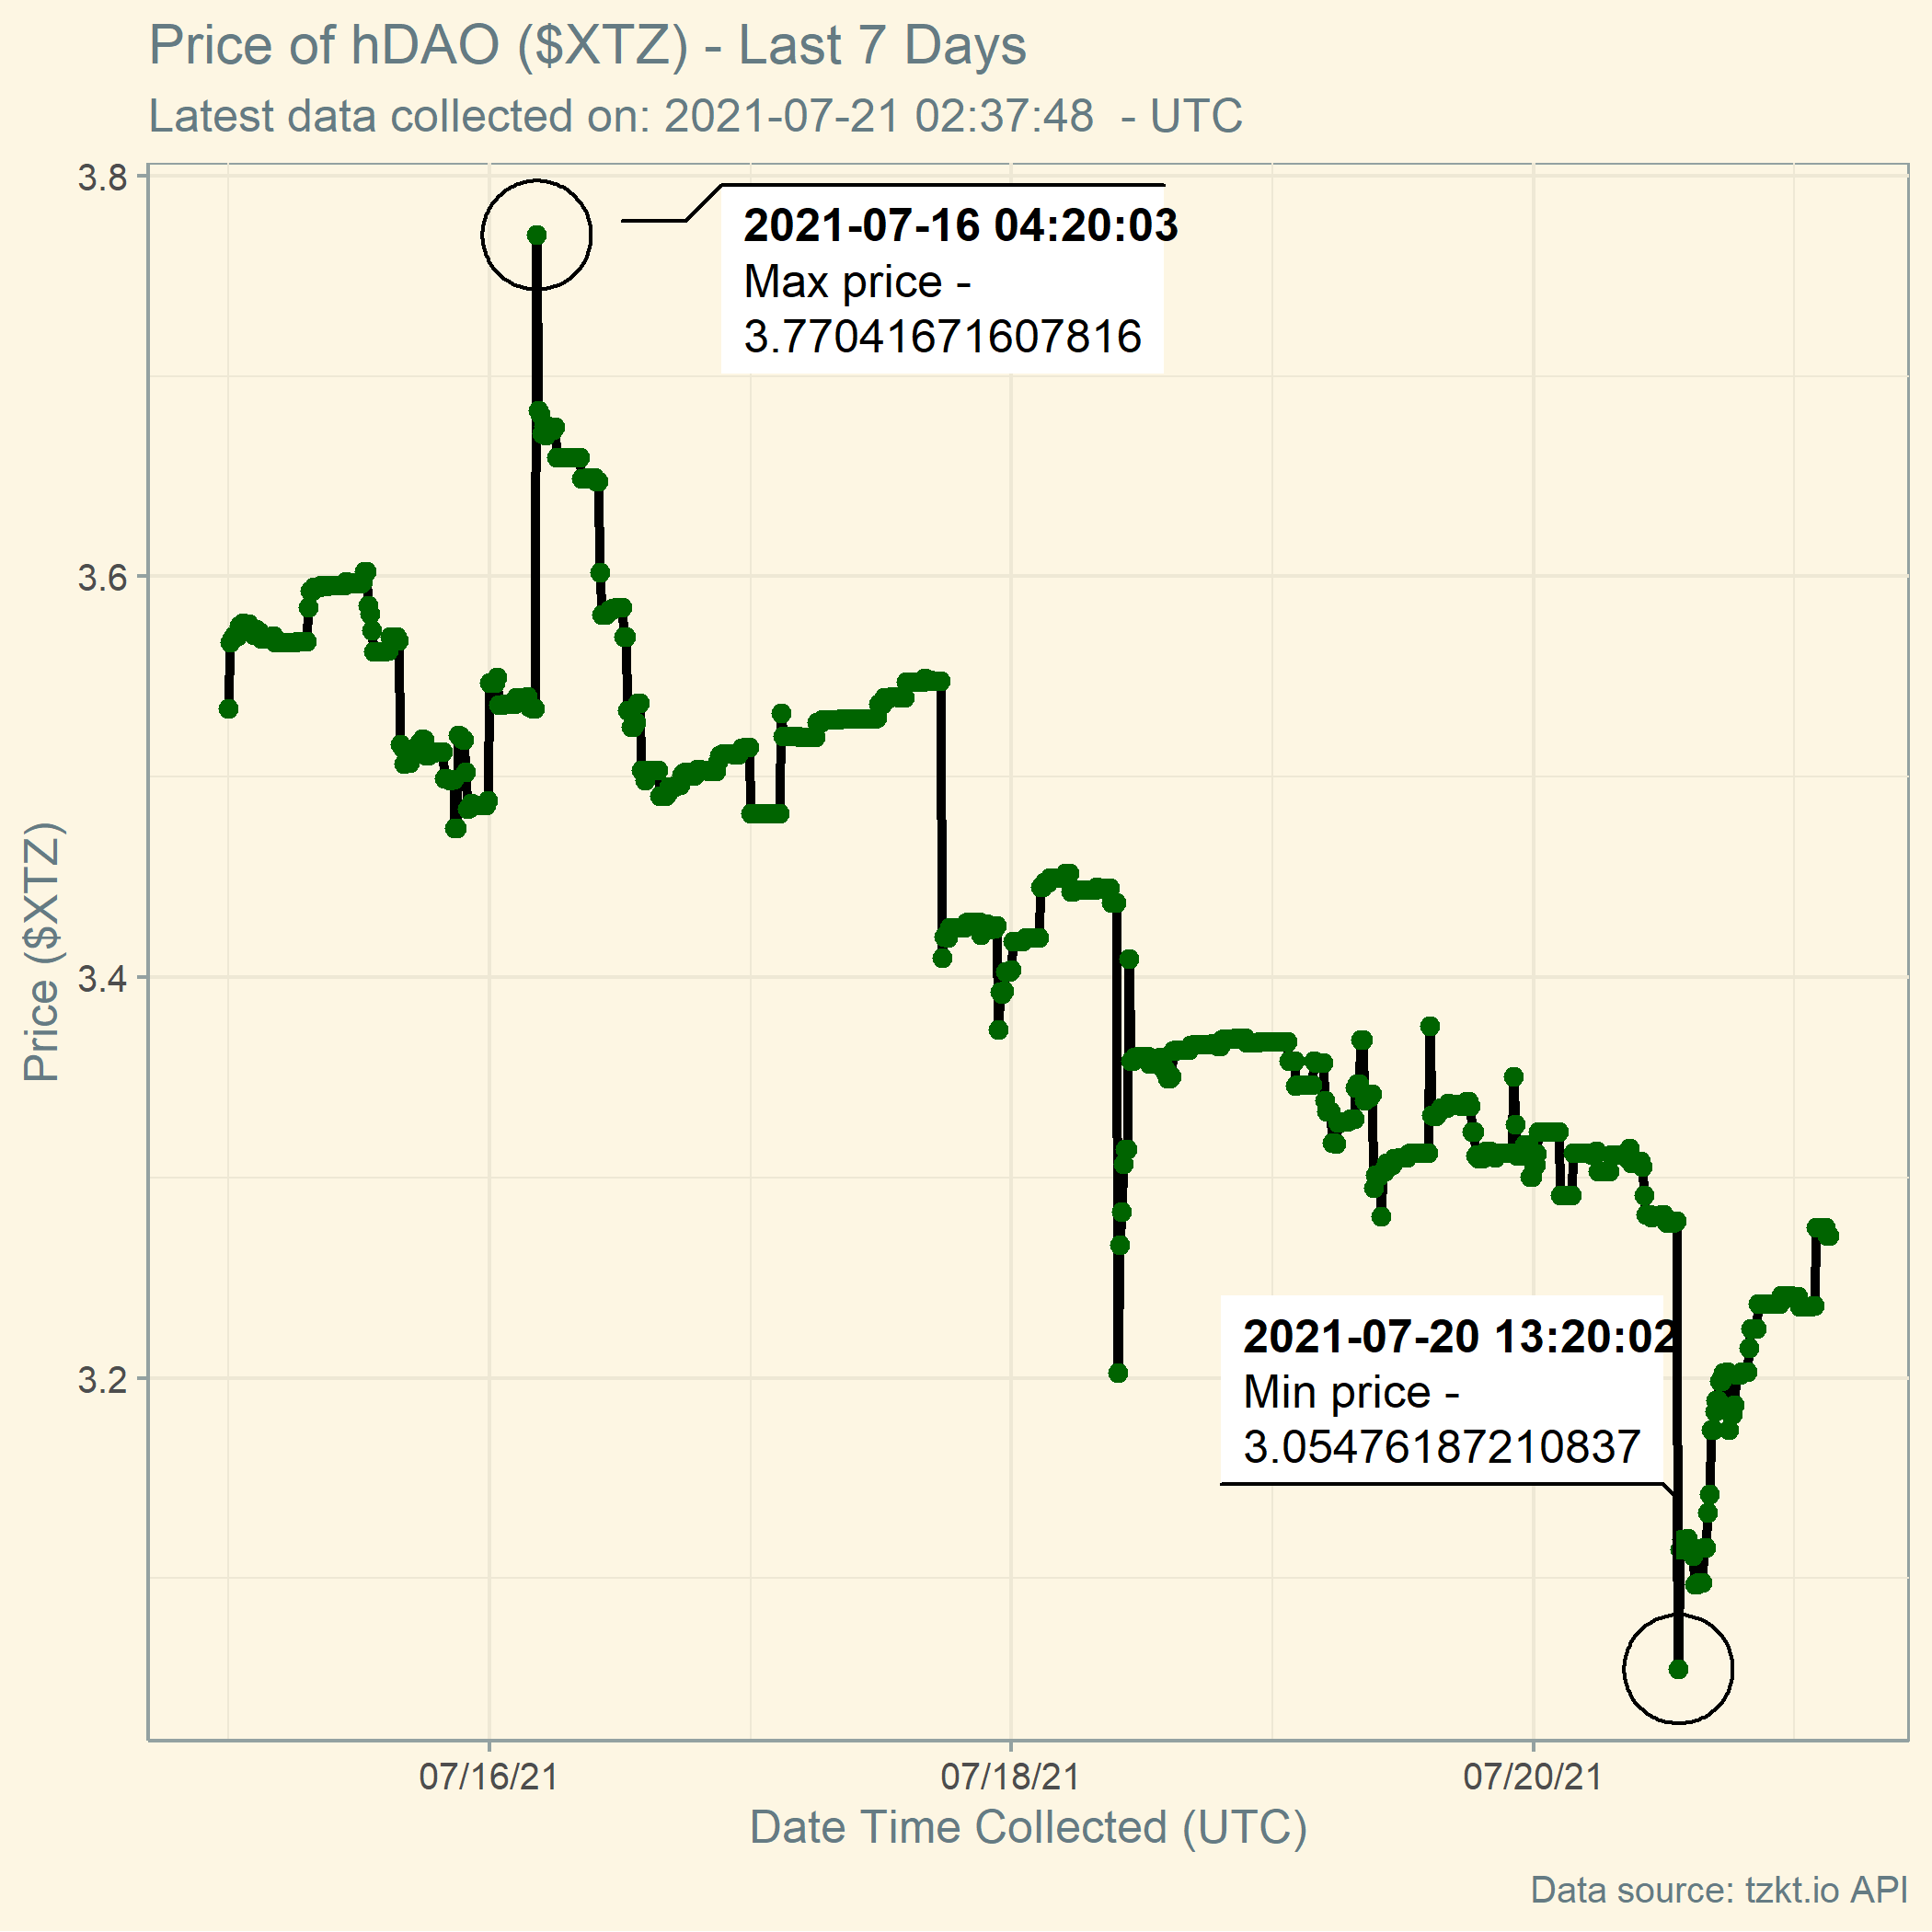 Price of hDAO ($XTZ) - Last 7 Days
Latest data collected on: 2021-07-21 02:37:48 - UTC
3.8
2021-07-16 04:20:03
Max price -
3.77041671607816
3.6
Price ($XTZ)
3.4
2021-07-20 13:20:02
3.2
Min price -
3.05476187210837
07/16/21
07/18/21
07/20/21
Date Time Collected (UTC)
Data source: tzkt.io API